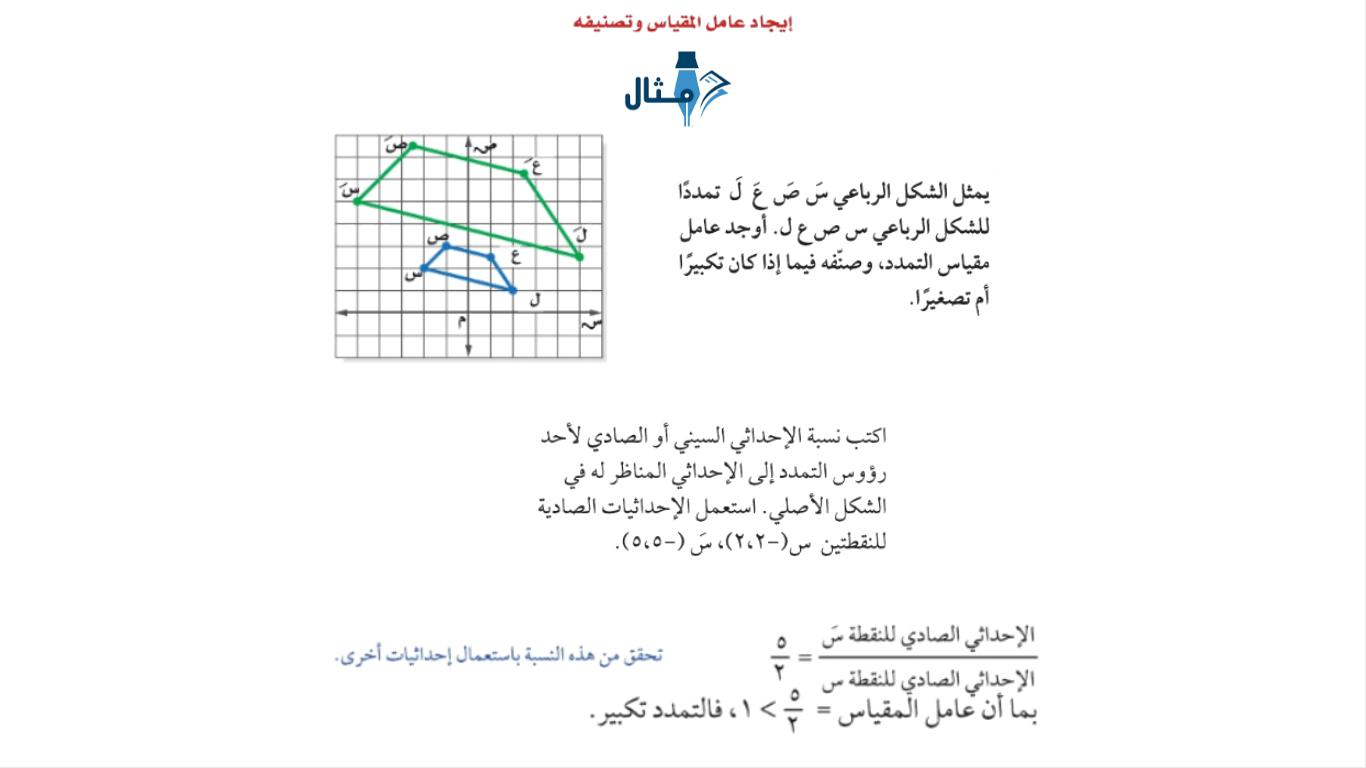 إيجاد عامل المقياس وتصنيفه
مثال
يمثل الشكل الرباعي سَ صَ عَ لَ تمددًا
للشكل الرباعي س ص ع ل. أوجد عامل
مقياس التمدد، وصنّفه فيما إذا كان تكبيرًا
أم تصغيرًا.
صَ
ص
عَ
سَ
لَ
ص
ع
س
ل
م
س
اكتب نسبة الإحداثي السيني أو الصادي لأحد
رؤوس التمدد إلى الإحداثي المناظر له في
الشكل الأصلي. استعمل الإحداثيات الصادية
للنقطتين س(-٢،٢)، سَ (-٥،٥).
الإحداثي الصادي للنقطة سَ / الإحداثي الصادي للنقطة س = ٥/٢
تحقق من هذه النسبة باستعمال إحداثيات أخرى.
بما أن عامل المقياس = ٥/٢ > ١، فالتمدد تكبير.